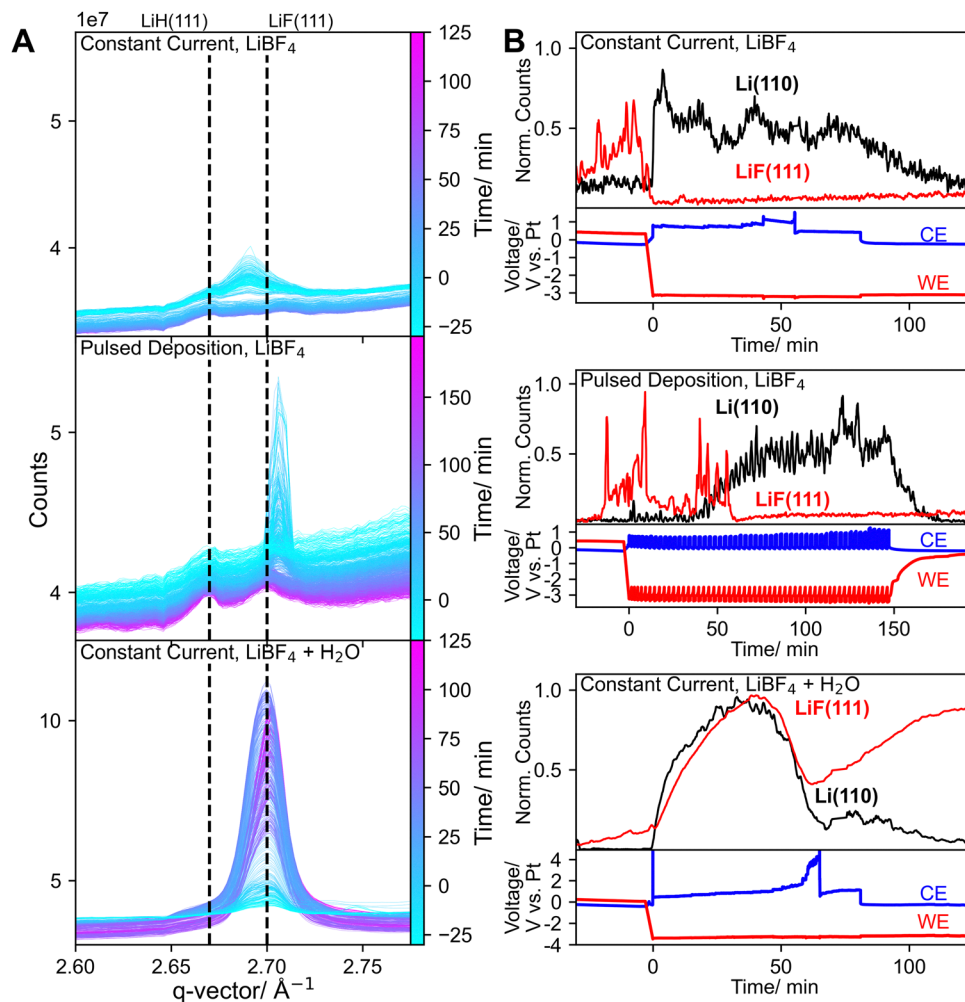 A
1e7
LiH(111)
LiF(111)
Constant Current, LiBF₄
5
4
125
100
75
50
25
0
−25
Time/ min
Pulsed Deposition, LiBF₄
5
4
Counts
150
100
50
0
Time/ min
Constant Current, LiBF₄ + H₂O
10
5
125
100
75
50
25
0
−25
Time/ min
2.60
2.65
2.70
2.75
q-vector/ Å⁻¹
B
Constant Current, LiBF₄
1.0
0.5
Norm. Counts
Li(110)
LiF(111)
1
0
-1
-2
-3
Voltage/
V vs. Pt
CE
WE
0
50
100
Time/ min
Pulsed Deposition, LiBF₄
1.0
0.5
Norm. Counts
Li(110)
LiF(111)
1
0
-1
-2
-3
Voltage/
V vs. Pt
CE
WE
0
50
100
150
Time/ min
Constant Current, LiBF₄ + H₂O
1.0
0.5
Norm. Counts
LiF(111)
Li(110)
4
2
0
-2
-4
Voltage/
V vs. Pt
CE
WE
0
50
100
Time/ min